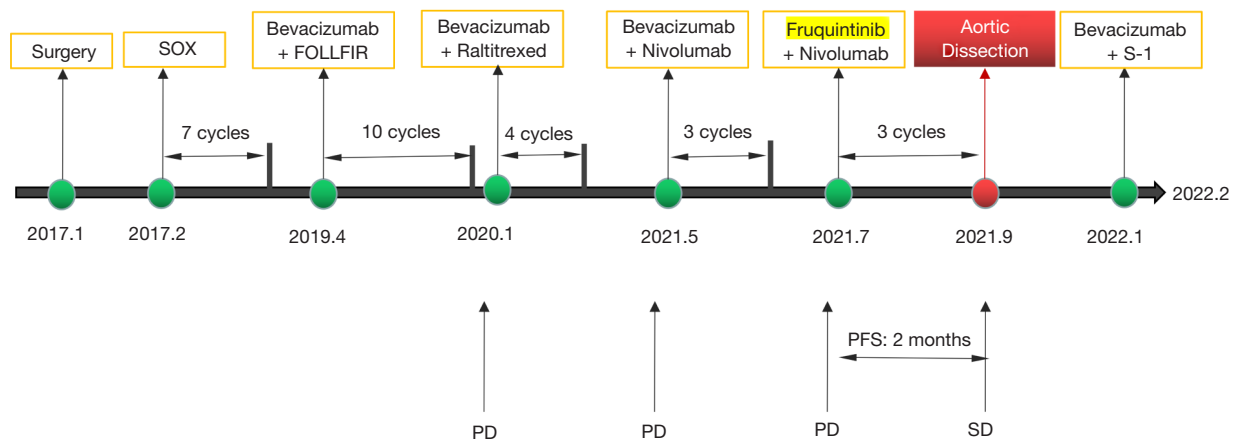 Surgery
SOX
Bevacizumab
+ FOLLFIR
Bevacizumab
+ Raltitrexed
Bevacizumab
+ Nivolumab
Fruquintinib
+ Nivolumab
Aortic
Dissection
Bevacizumab
+ S-1
7 cycles
10 cycles
4 cycles
3 cycles
3 cycles
2017.1
2017.2
2019.4
2020.1
2021.5
2021.7
2021.9
2022.1
2022.2
PFS: 2 months
PD
PD
PD
SD